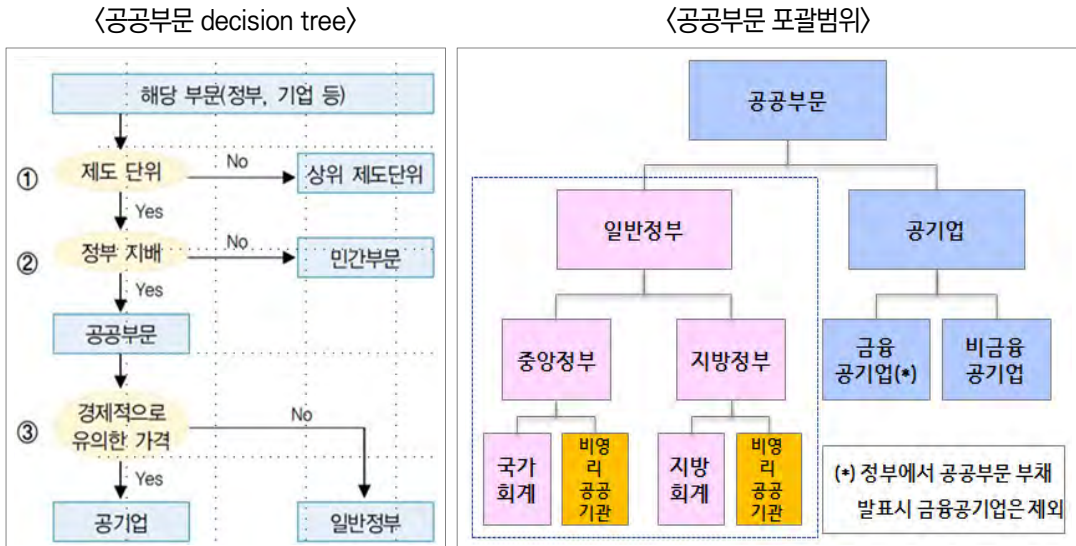 〈공공부문 decision tree〉
해당 부문(정부, 기업 등)
①
제도 단위
No
상위 제도단위
Yes
②
정부 지배
No
민간부문
Yes
공공부문
③
경제적으로
유의한 가격
No
Yes
공기업
일반정부
〈공공부문 포괄범위〉
공공부문
일반정부
공기업
중앙정부
지방정부
금융
공기업(*)
비금융
공기업
국가
회계
비영
리
공공
기관
지방
회계
비영
리
공공
기관
(*) 정부에서 공공부문 부채
발표시 금융공기업은 제외